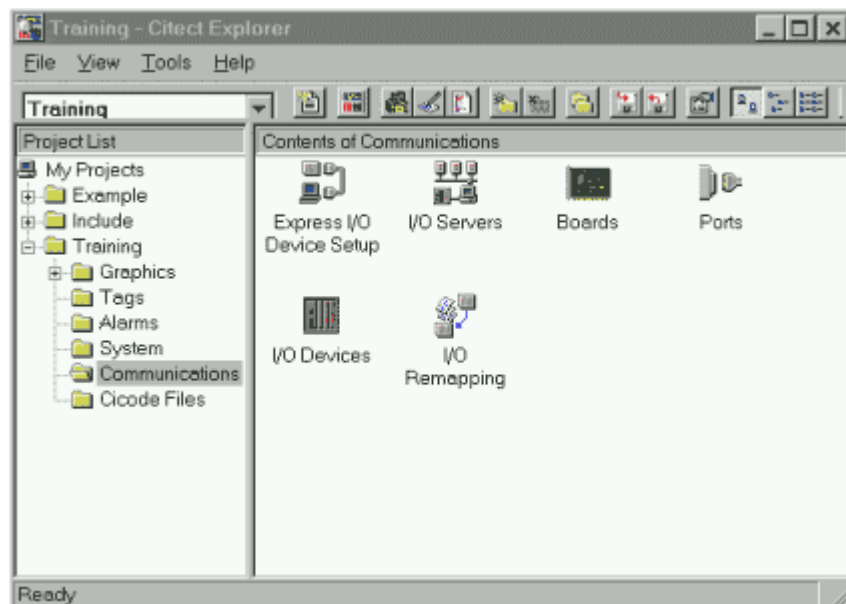 Training - Citect Explorer
File View Tools Help
Training
Project List
Contents of Communications
My Projects
Example
Include
Training
Graphics
Tags
Alarms
System
Communications
Cicode Files
Express I/O
Device Setup
I/O Servers
Boards
Ports
I/O Devices
I/O
Remapping
Ready